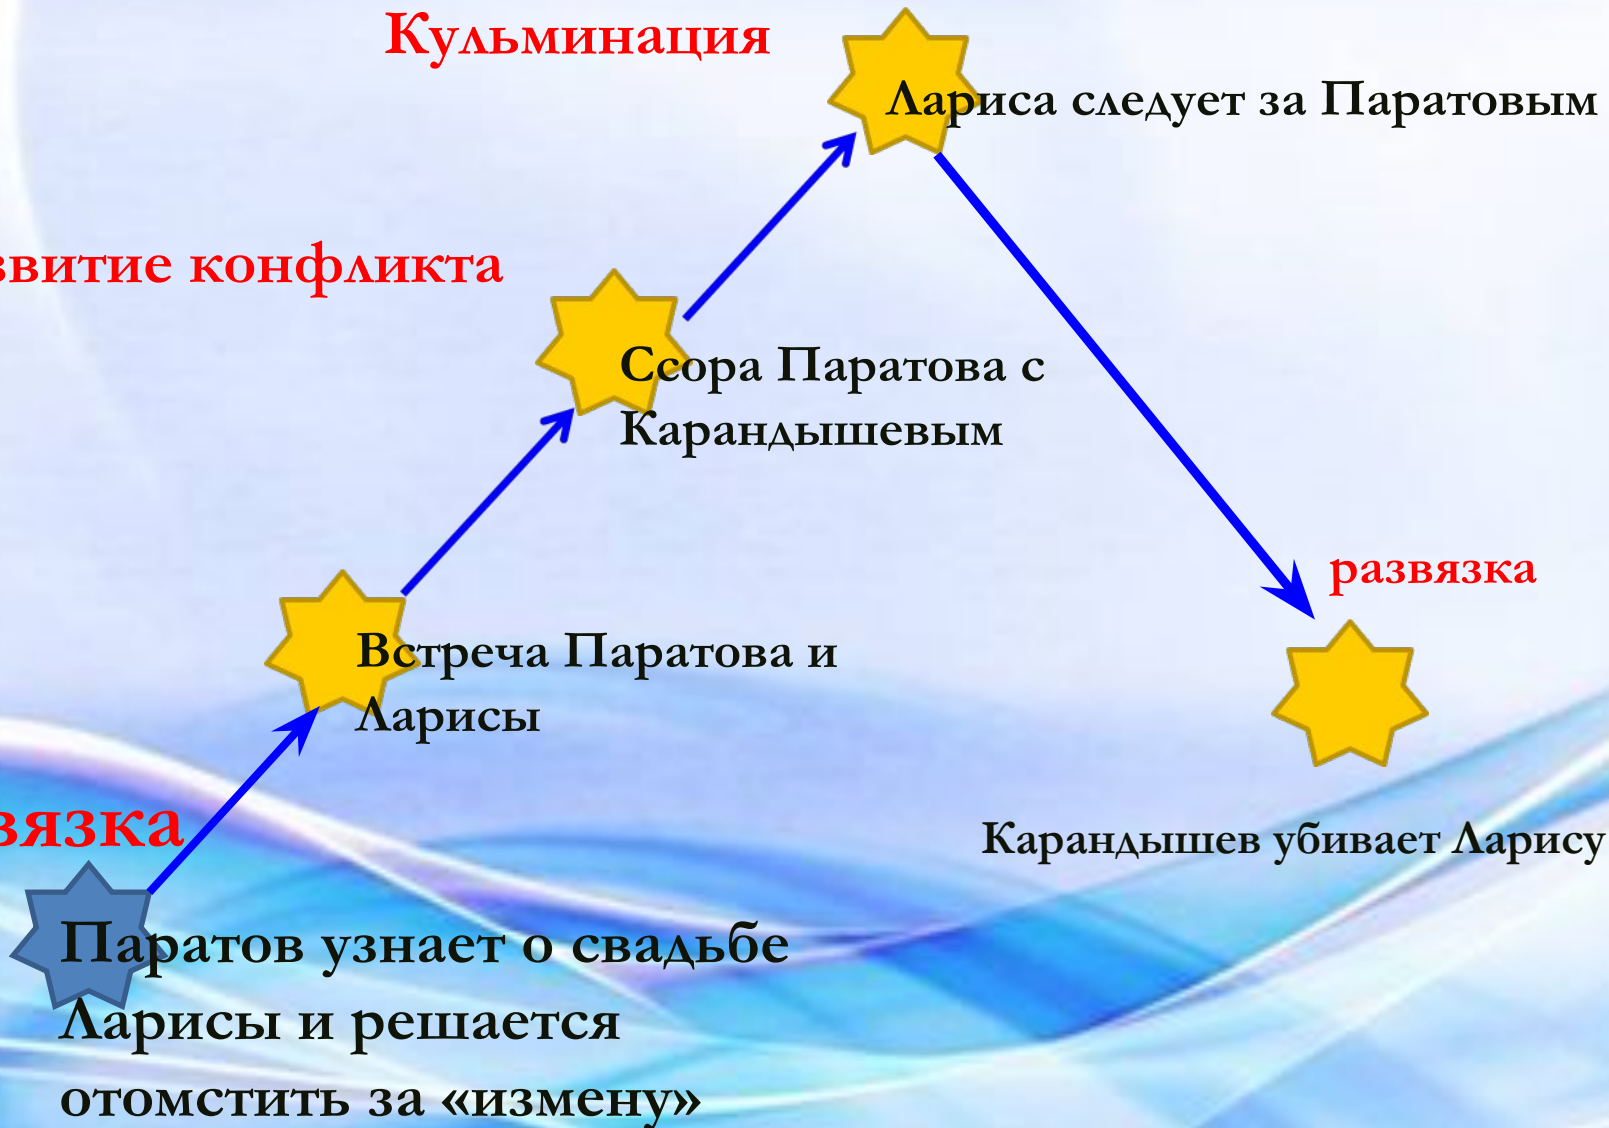 Кульминация
Лариса следует за Паратовым
звитие конфликта
Ссора Паратова с
Карандышевым
развязка
Встреча Паратова и
Ларисы
вязка
Карандышев убивает Ларису
Паратов узнает о свадьбе
Ларисы и решается
отомстить за «измену»